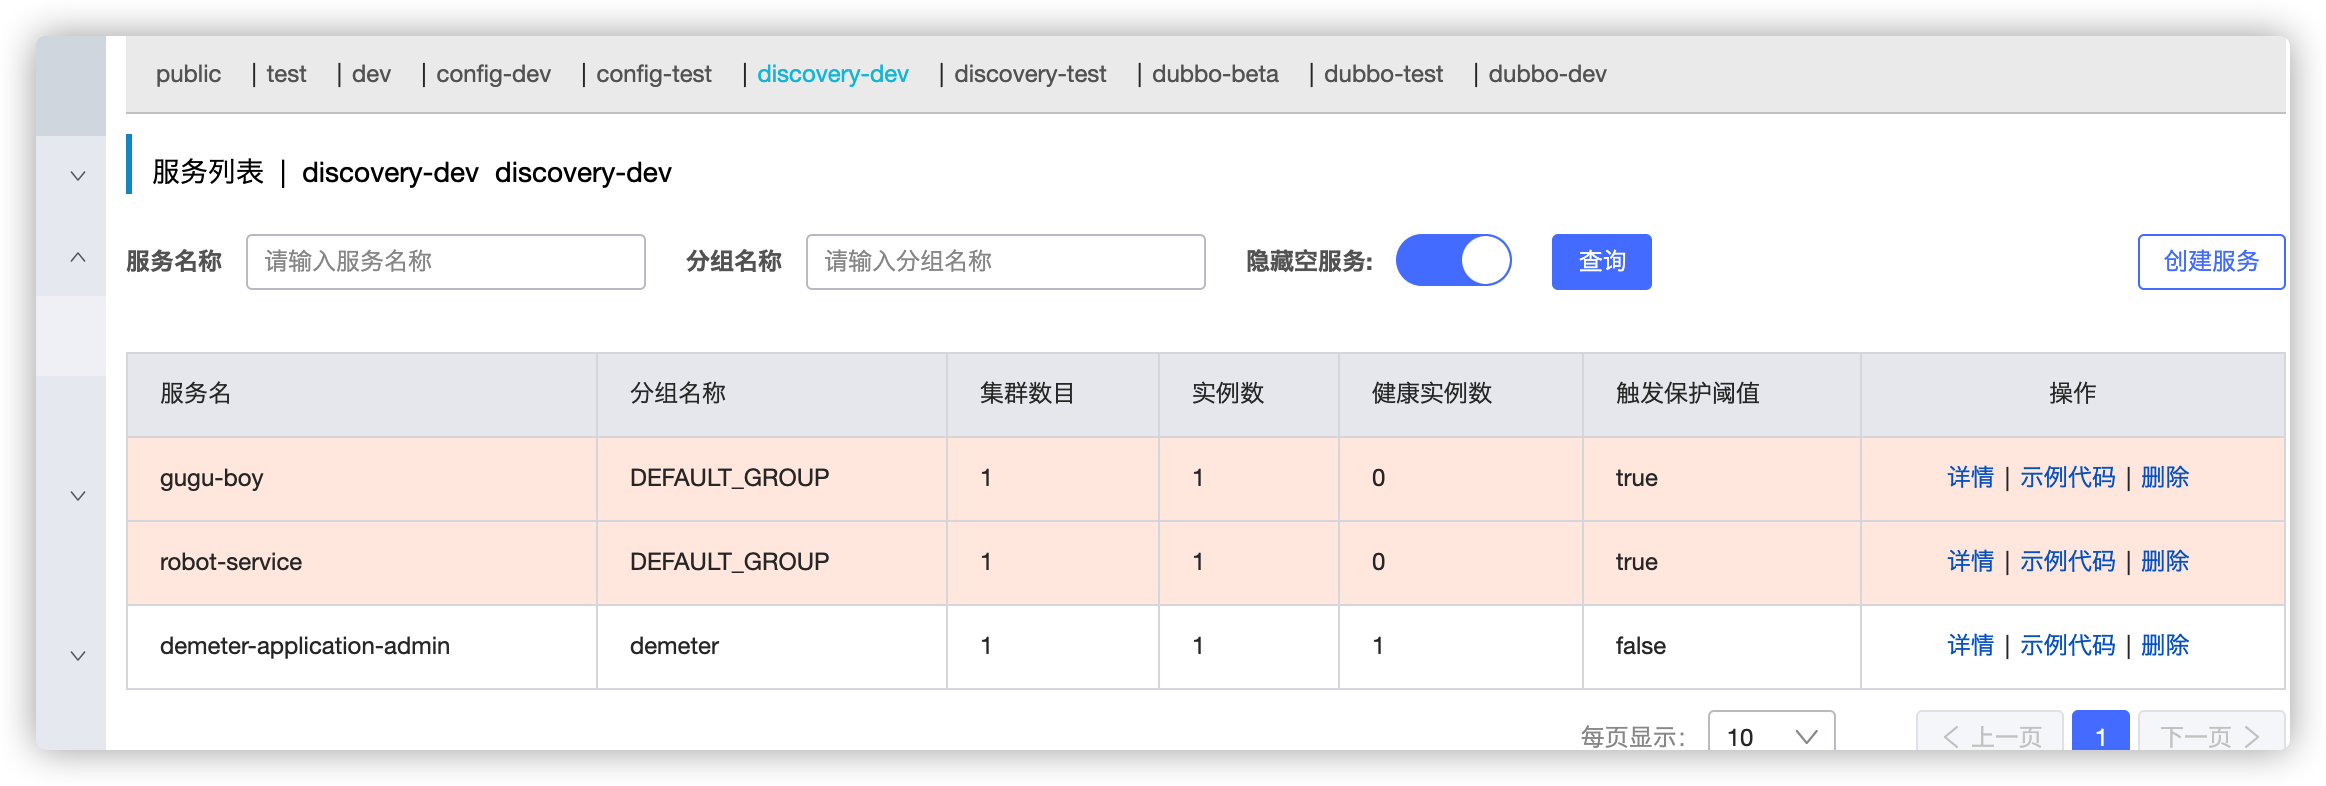 public | test | dev | config-dev | config-test | discovery-dev | discovery-test | dubbo-beta | dubbo-test | dubbo-dev
服务列表 | discovery-dev discovery-dev
服务名称 请输入服务名称 分组名称 请输入分组名称 隐藏空服务: 查询 创建服务
服务名 分组名称 集群数目 实例数 健康实例数 触发保护阈值 操作
gugu-boy DEFAULT_GROUP 1 1 0 true 详情 | 示例代码 | 删除
robot-service DEFAULT_GROUP 1 1 0 true 详情 | 示例代码 | 删除
demeter-application-admin demeter 1 1 1 false 详情 | 示例代码 | 删除
每页显示: 10 上一页 1 下一页